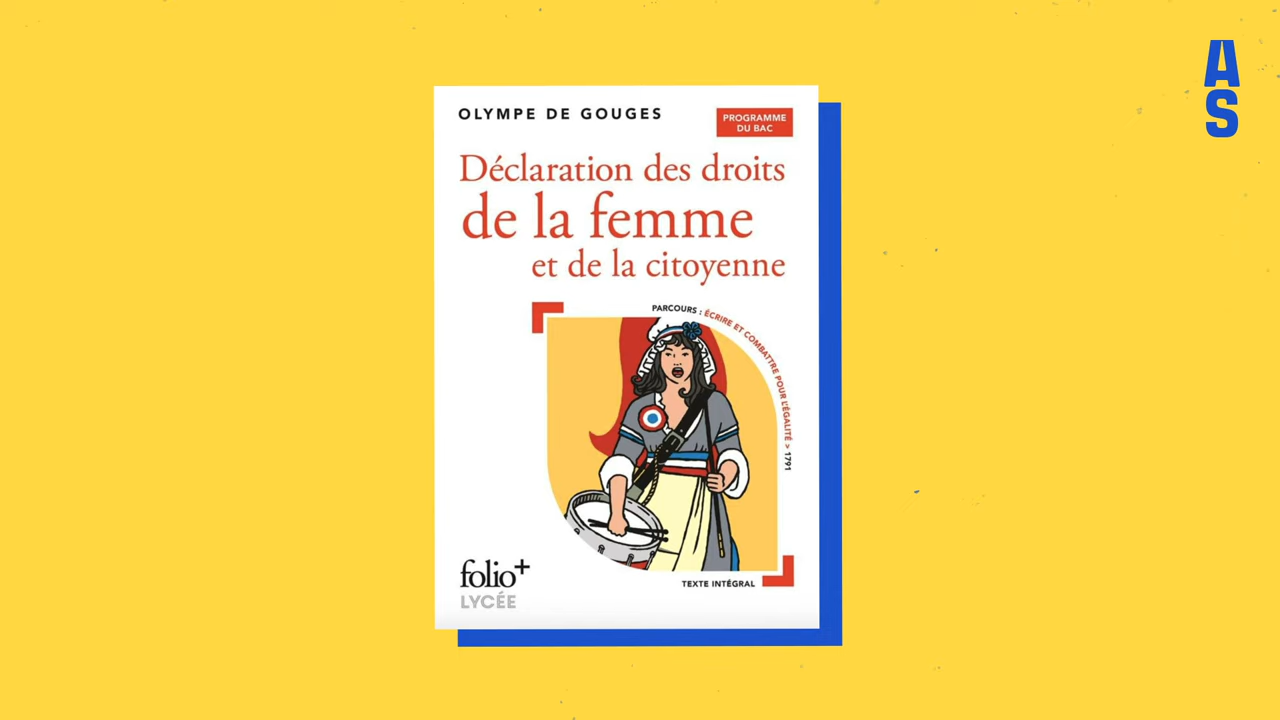 A
S
OLYMPE DE GOUGES
PROGRAMME
DU BAC
Déclaration des droits
de la femme
et de la citoyenne
PARCOURS : ÉCRIRE ET COMBATTRE POUR L'ÉGALITÉ > 1791
TEXTE INTÉGRAL
folio+
LYCÉE